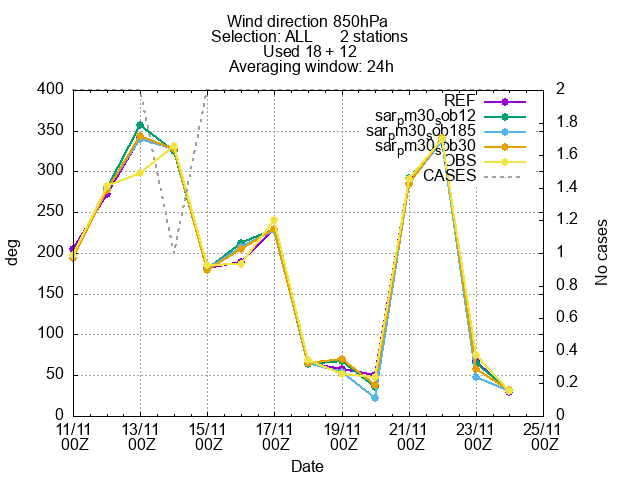 Wind direction 850hPa
Selection: ALL 2 stations
Used 18 + 12
Averaging window: 24h
400
350
300
250
200
150
100
50
0
deg
2
1.8
1.6
1.4
1.2
1
0.8
0.6
0.4
0.2
0
No cases
REF
sarpm30sob12
sarpm30sob185
sarpm30sob30
OBS
CASES
11/11 13/11 15/11 17/11 19/11 21/11 23/11 25/11
00Z 00Z 00Z 00Z 00Z 00Z 00Z 00Z
Date